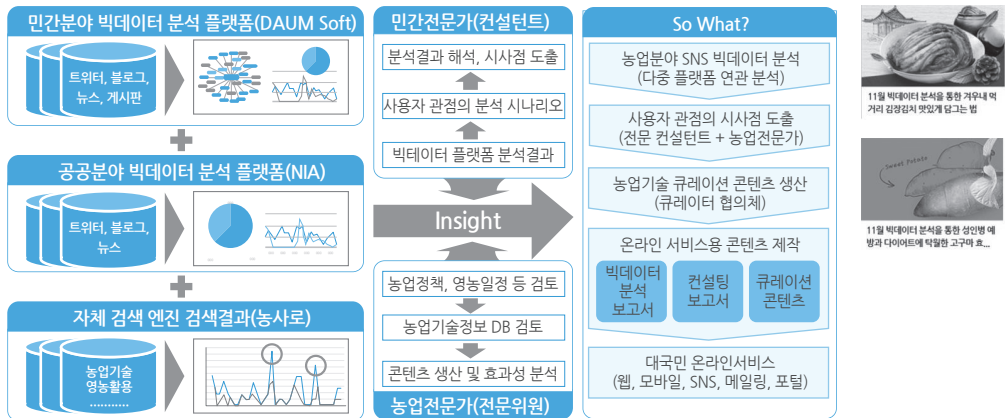 민간분야 빅데이터 분석 플랫폼(DAUM Soft)
트위터, 블로그,
뉴스, 게시판
공공분야 빅데이터 분석 플랫폼(NIA)
트위터, 블로그,
뉴스
자체 검색 엔진 검색결과(농사로)
농업기술
영농활용
...........
민간전문가(컨설턴트)
분석결과 해석, 시사점 도출
사용자 관점의 분석 시나리오
빅테이터 플랫폼 분석결과
Insight
농업정책, 영농일정 등 검토
농업기술정보 DB 검토
콘텐츠 생산 및 효과성 분석
농업전문가(전문위원)
So What?
농업분야 SNS 빅데이터 분석
(다중 플랫폼 연관 분석)
사용자 관점의 시사점 도출
(전문 컨설턴트 + 농업전문가)
농업기술 큐레이션 콘텐츠 생산
(큐레이터 협의체)
온라인 서비스용 콘텐츠 제작
빅데이터
분석
보고서
컨설팅
보고서
큐레이션
콘텐츠
대국민 온라인서비스
(웹, 모바일, SNS, 메일링, 포털)
11월 빅데이터 분석을 통한 겨우내 먹
거리 김장김치 맛있게 담그는 법
Sweet Potato
11월 빅데이터 분석을 통한 성인병 예
방과 다이어트에 탁월한 고구마 효...